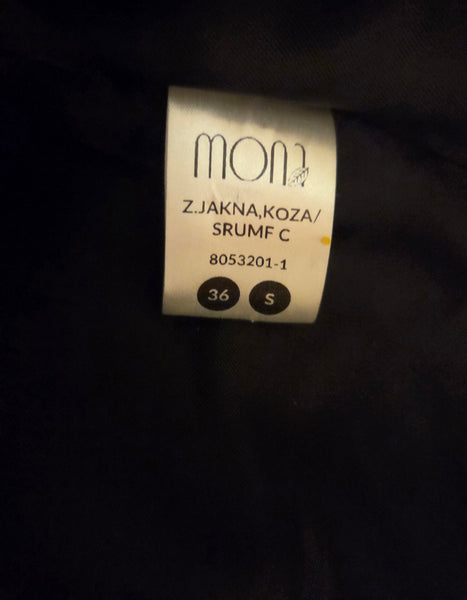 mona
Z.JAKNA,KOZA/
SRUMF C
8053201-1
36 S